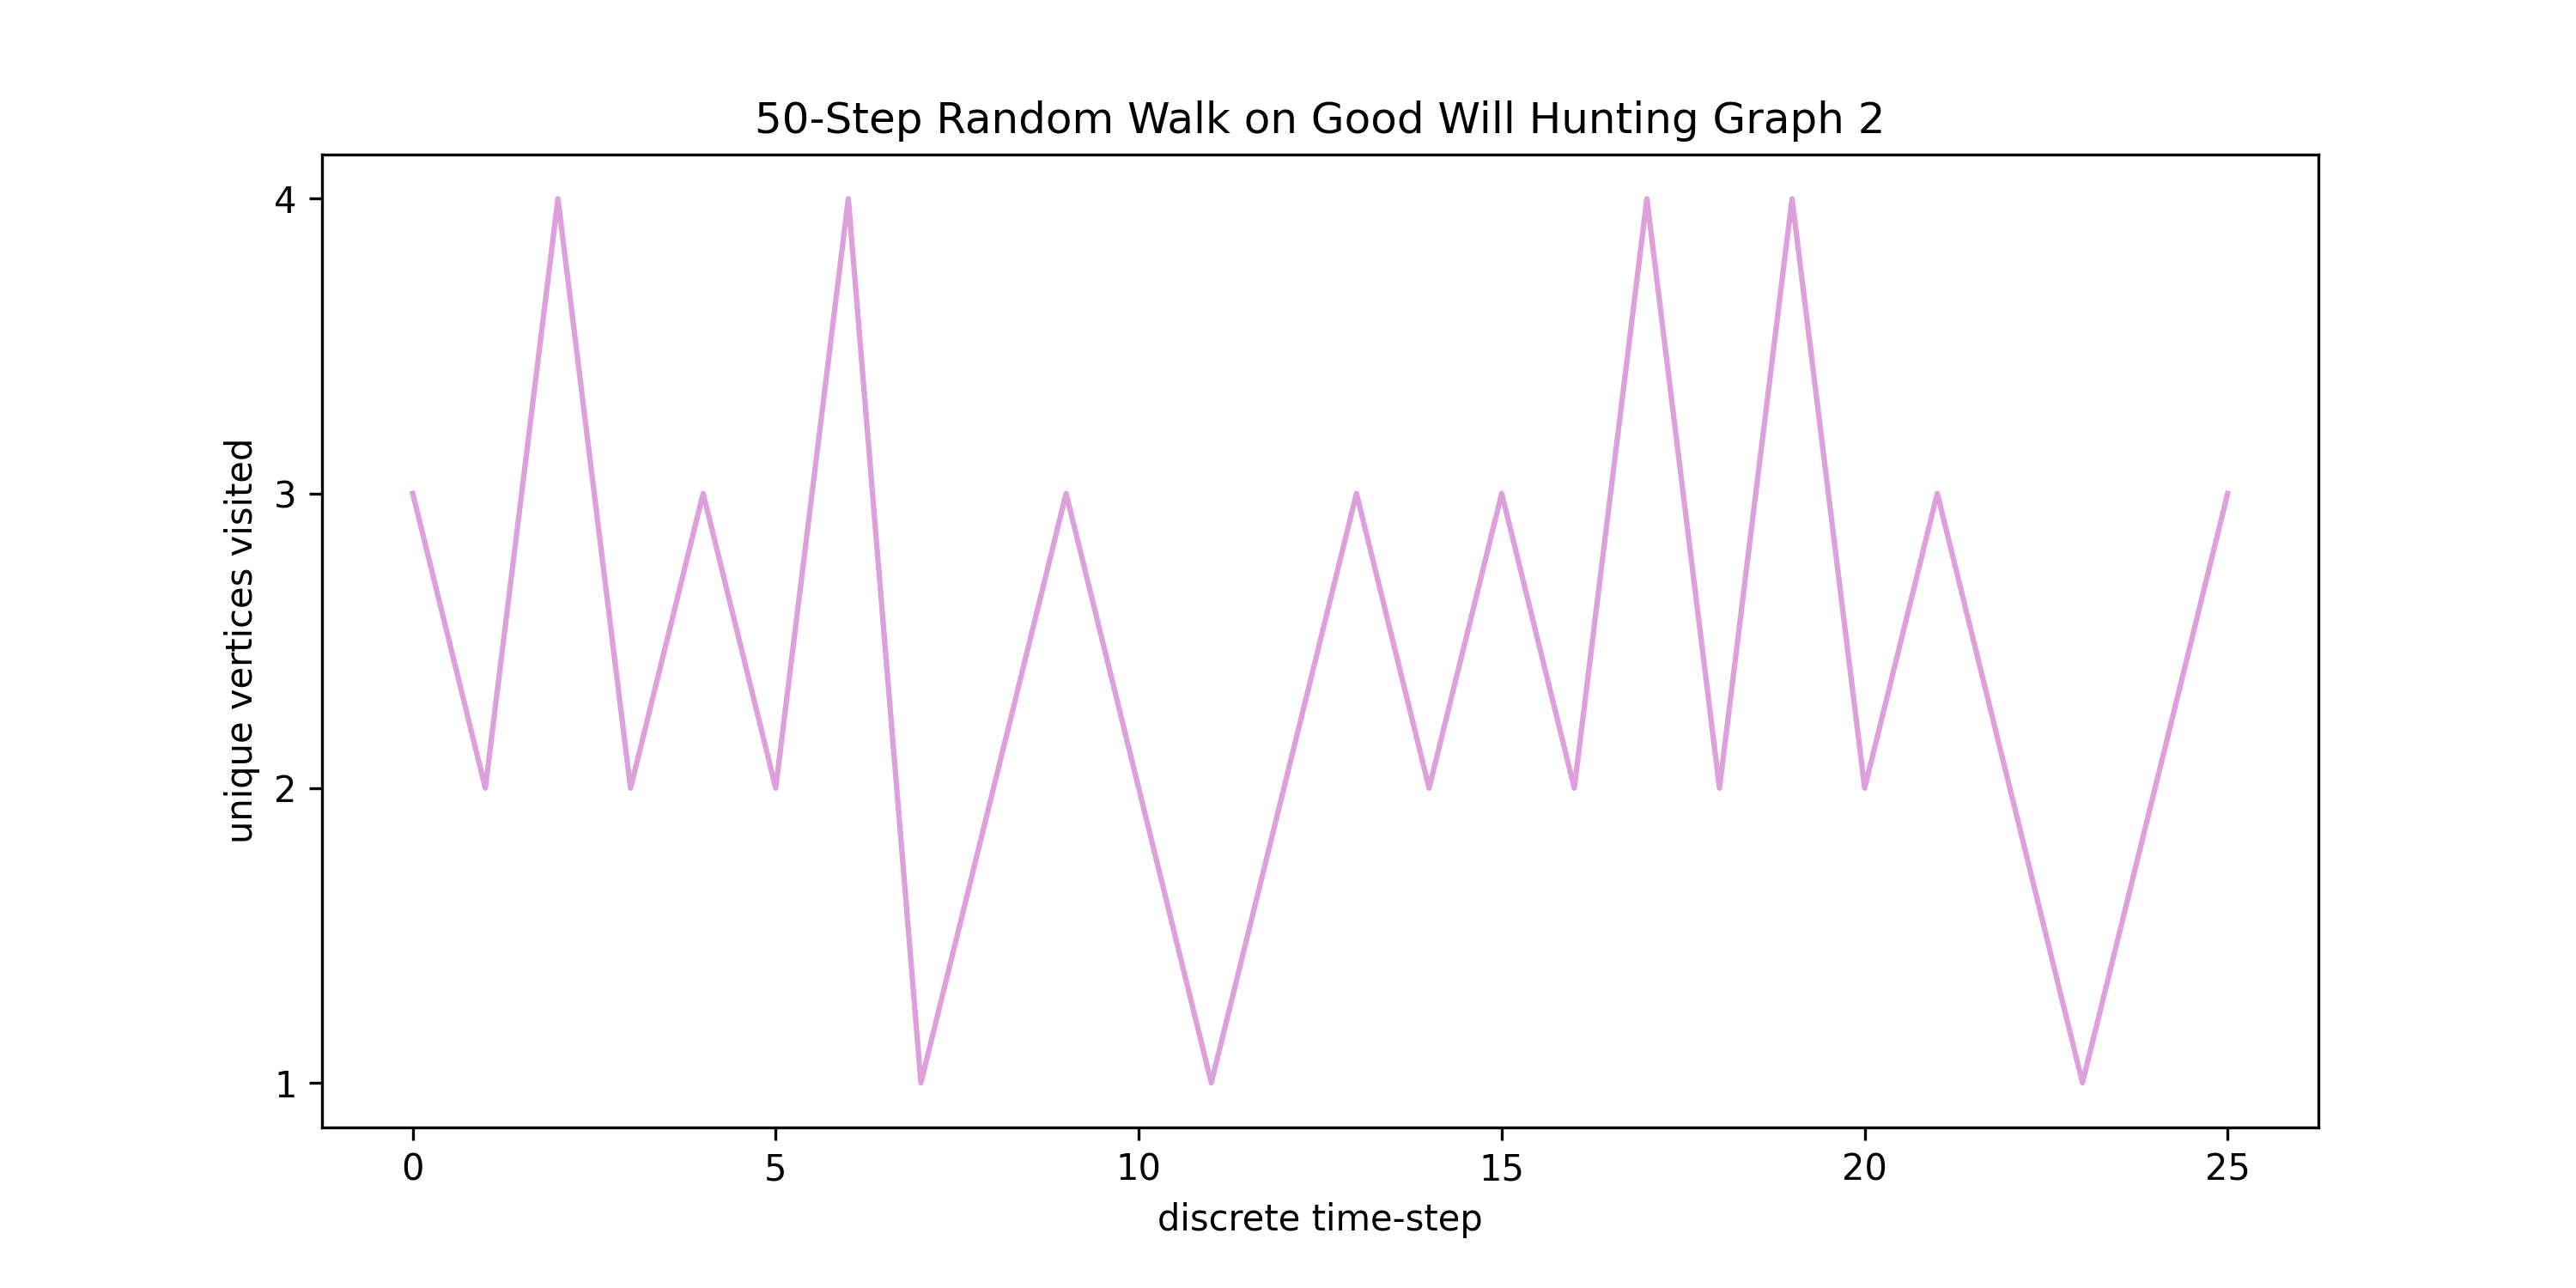 50-Step Random Walk on Good Will Hunting Graph 2
unique vertices visited
4
3
2
1
0 5 10 15 20 25
discrete time-step